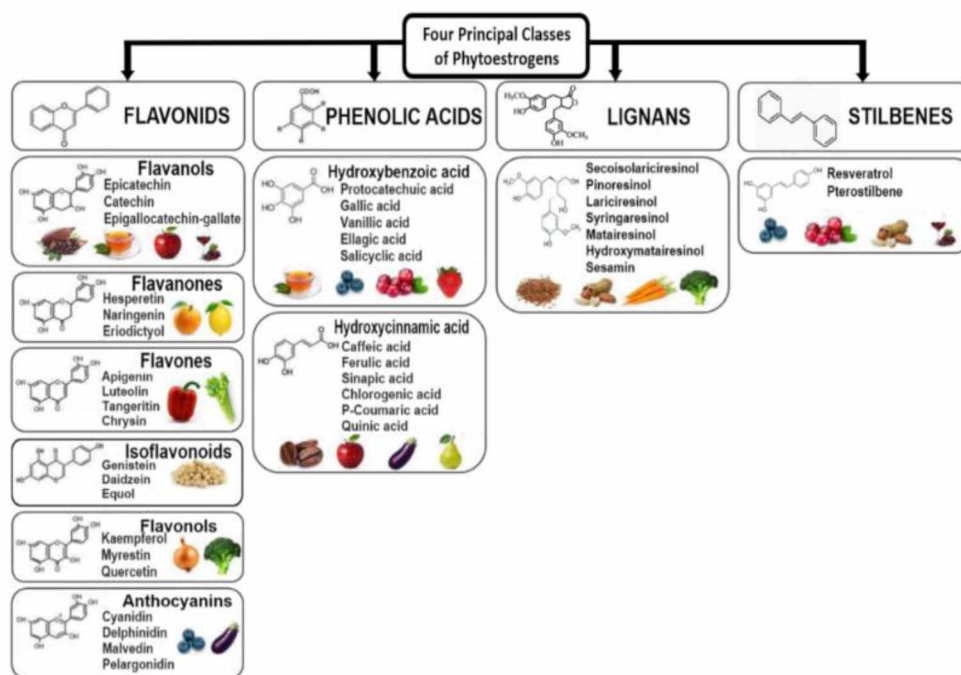 Four Principal Classes
of Phytoestrogens
FLAVONIDS
Flavanols
Epicatechin
Catechin
Epigallocatechin-gallate
Flavanones
Hesperetin
Naringenin
Eriodictyol
Flavones
Apigenin
Luteolin
Tangeritin
Chrysin
Isoflavonoids
Genistein
Daidzein
Equol
Flavonols
Kaempferol
Myrestin
Quercetin
Anthocyanins
Cyanidin
Delphinidin
Malvedin
Pelargonidin
PHENOLIC ACIDS
Hydroxybenzoic acid
Protocatechuic acid
Gallic acid
Vanillic acid
Ellagic acid
Salicyclic acid
Hydroxycinnamic acid
Caffeic acid
Ferulic acid
Sinapic acid
Chlorogenic acid
P-Coumaric acid
Quinic acid
LIGNANS
Secoisolariciresinol
Pinoresinol
Lariciresinol
Syringaresinol
Matairesinol
Hydroxymatairesinol
Sesamin
STILBENES
Resveratrol
Pterostilbene